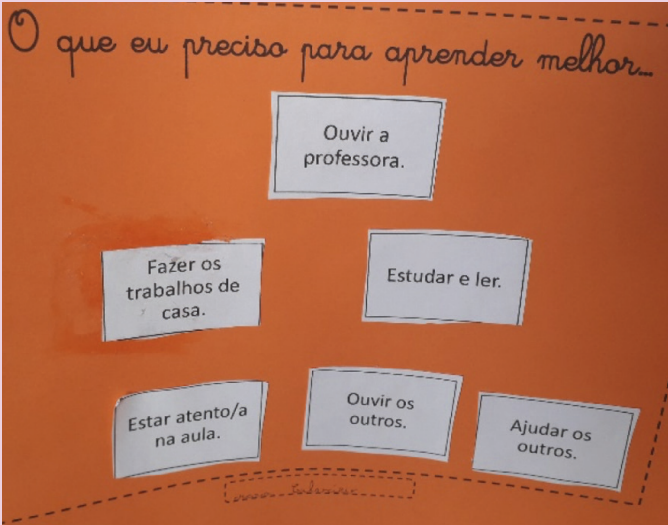 O que eu preciso para aprender melhor...
Ouvir a
professora.
Fazer os
trabalhos de
casa.
Estudar e ler.
Estar atento/a
na aula.
Ouvir os
outros.
Ajudar os
outros.